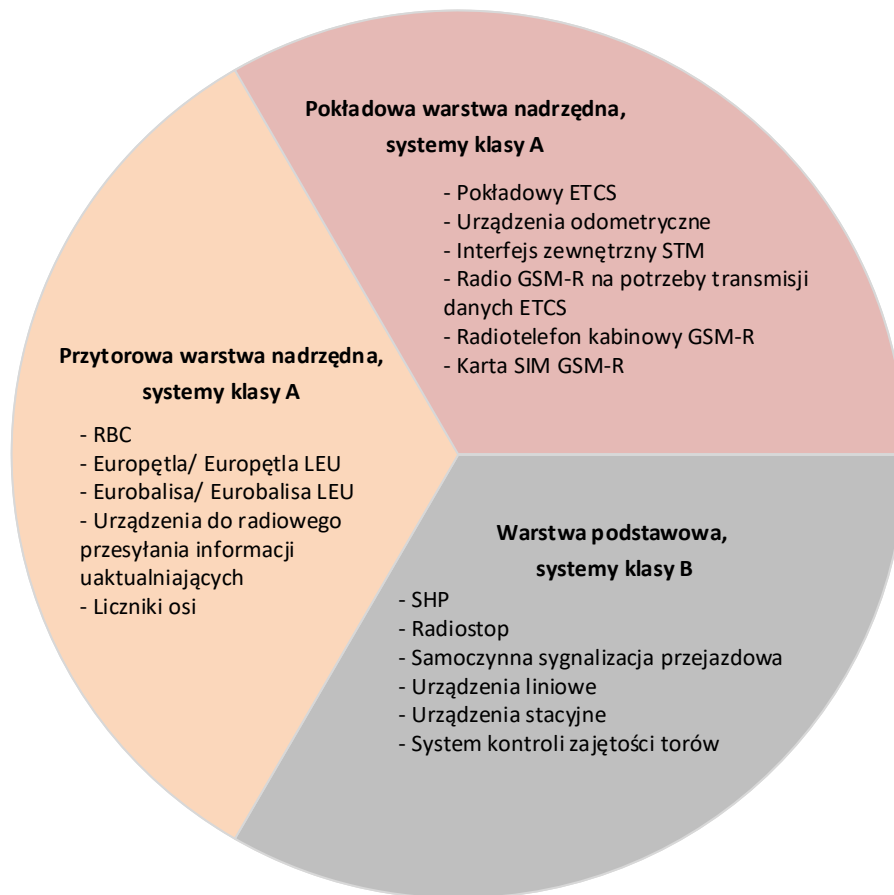 Pokładowa warstwa nadrzędna,
systemy klasy A
- Pokładowy ETCS
- Urządzenia odometryczne
- Interfejs zewnętrzny STM
- Radio GSM-R na potrzeby transmisji
danych ETCS
- Radiotelefon kabinowy GSM-R
- Karta SIM GSM-R
Przytorowa warstwa nadrzędna,
systemy klasy A
- RBC
- Europętla/ Europętla LEU
- Eurobalisa/ Eurobalisa LEU
- Urządzenia do radiowego
przesyłania informacji
uaktualniających
- Liczniki osi
Warstwa podstawowa,
systemy klasy B
- SHP
- Radiostop
- Samoczynna sygnalizacja przejazdowa
- Urządzenia liniowe
- Urządzenia stacyjne
- System kontroli zajętości torów